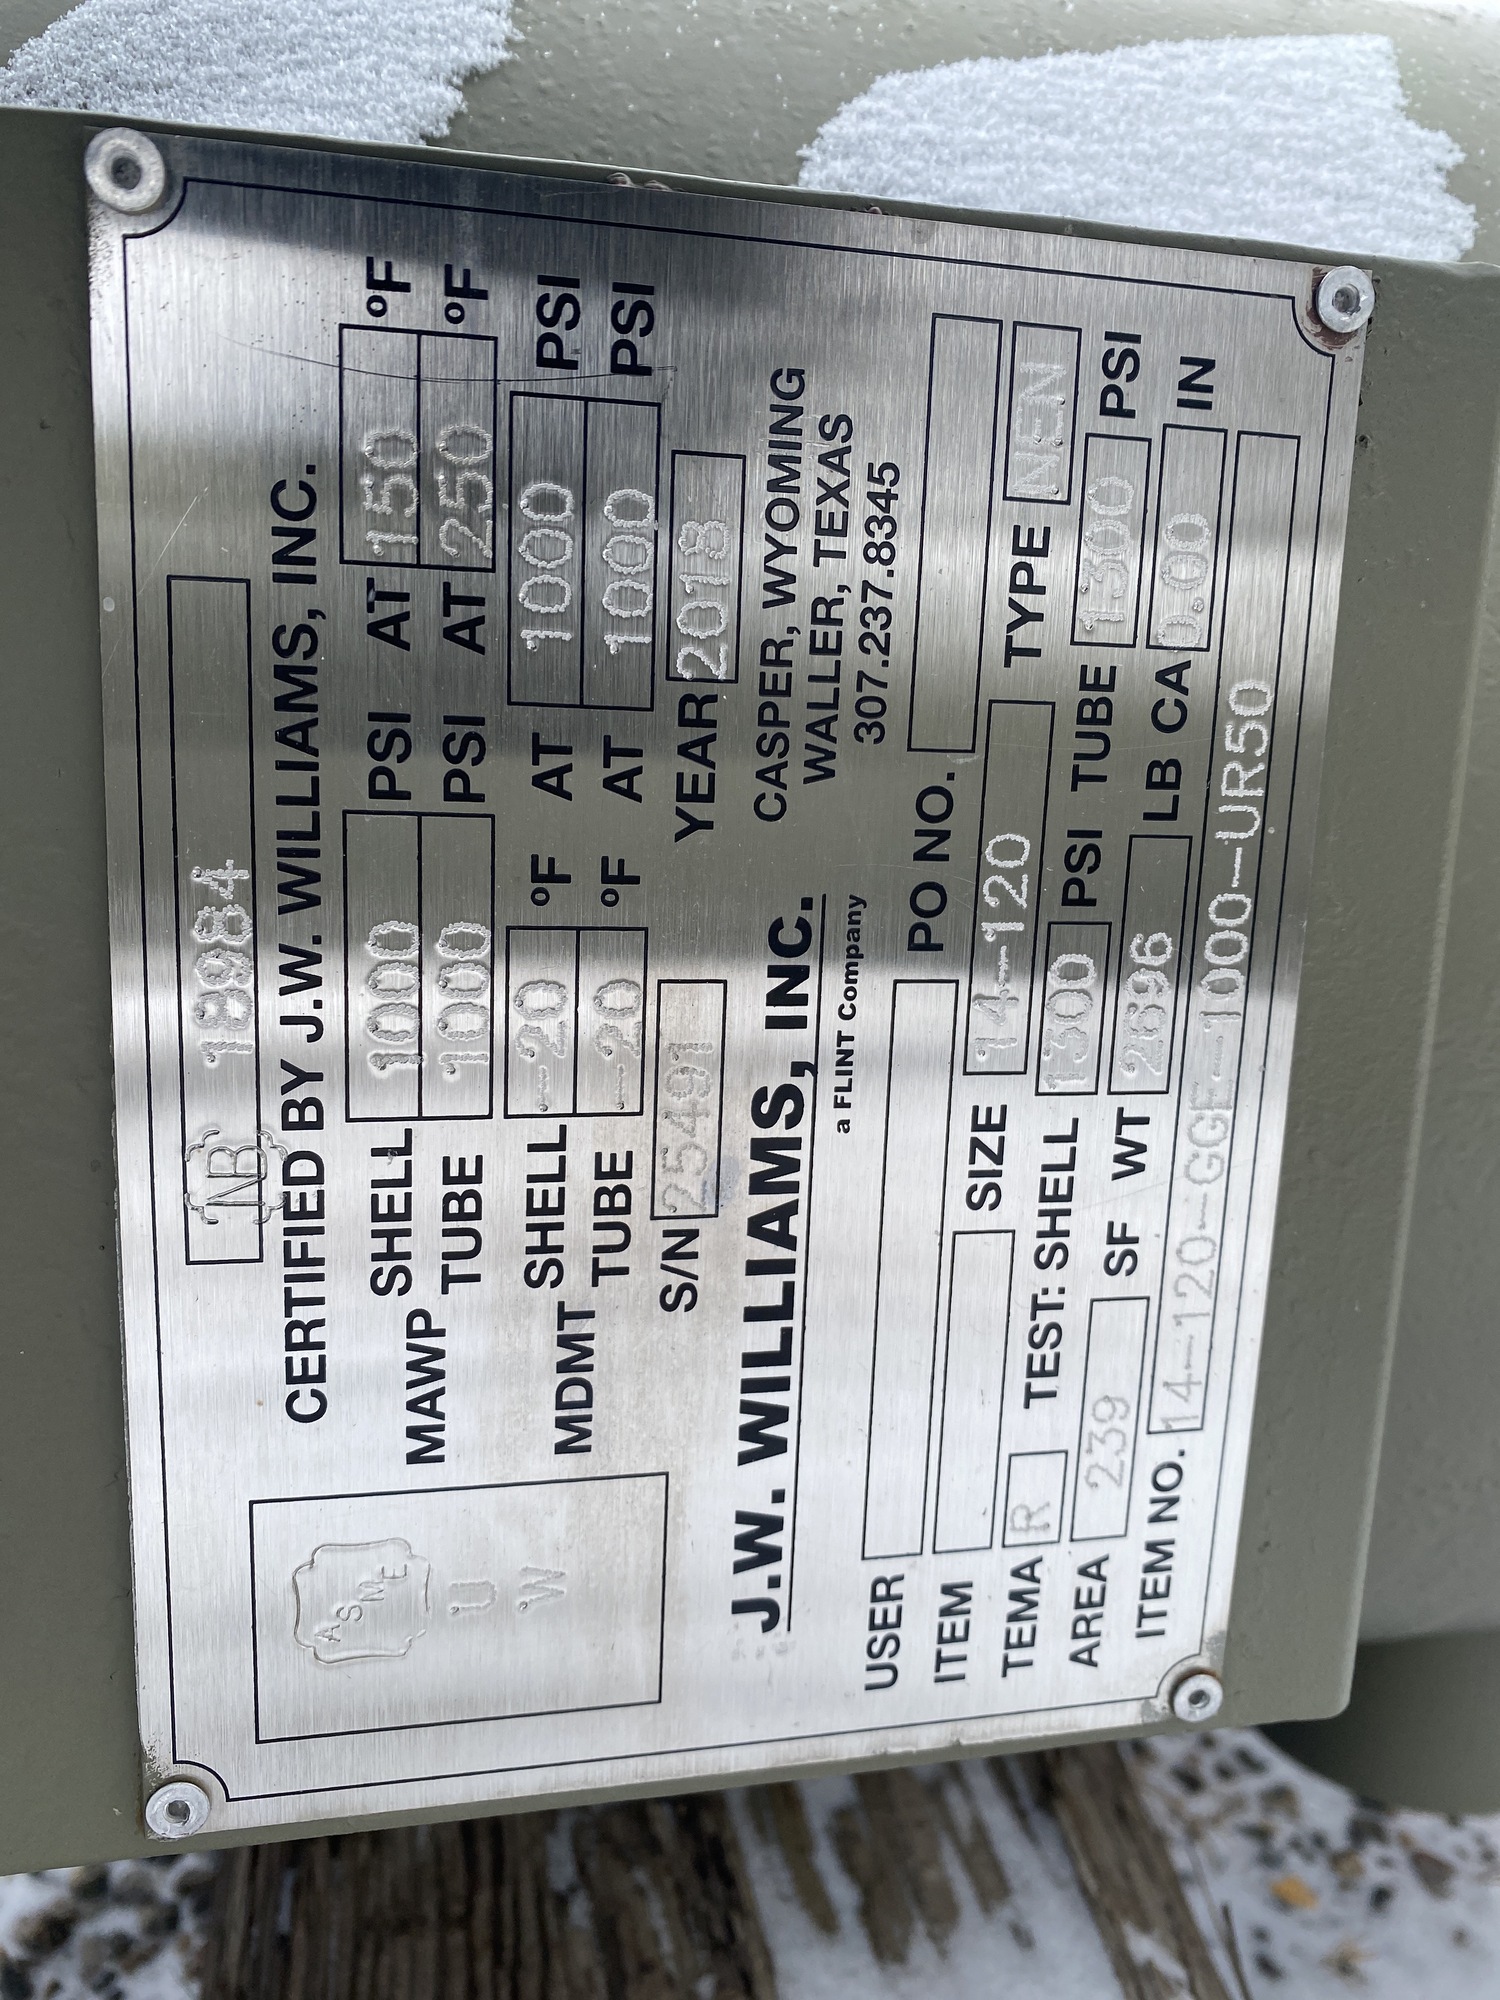 NB 18984
CERTIFIED BY J.W. WILLIAMS, INC.
ASME
U
W
MAWP SHELL 1000 PSI AT 150 °F
TUBE 1000 PSI AT 250 °F
MDMT SHELL -20 °F AT 1000 PSI
TUBE -20 °F AT 1000 PSI
S/N 25491 YEAR 2018
J.W. WILLIAMS, INC.
a FLINT Company
CASPER, WYOMING
WALLER, TEXAS
307.237.8345
USER PO NO.
ITEM SIZE 14-120 TYPE NEN
TEMA R TEST: SHELL 1300 PSI TUBE 1300 PSI
AREA 239 SF WT 2696 LB CA 0.00 IN
ITEM NO. 14-120-GGE-1000-UR50